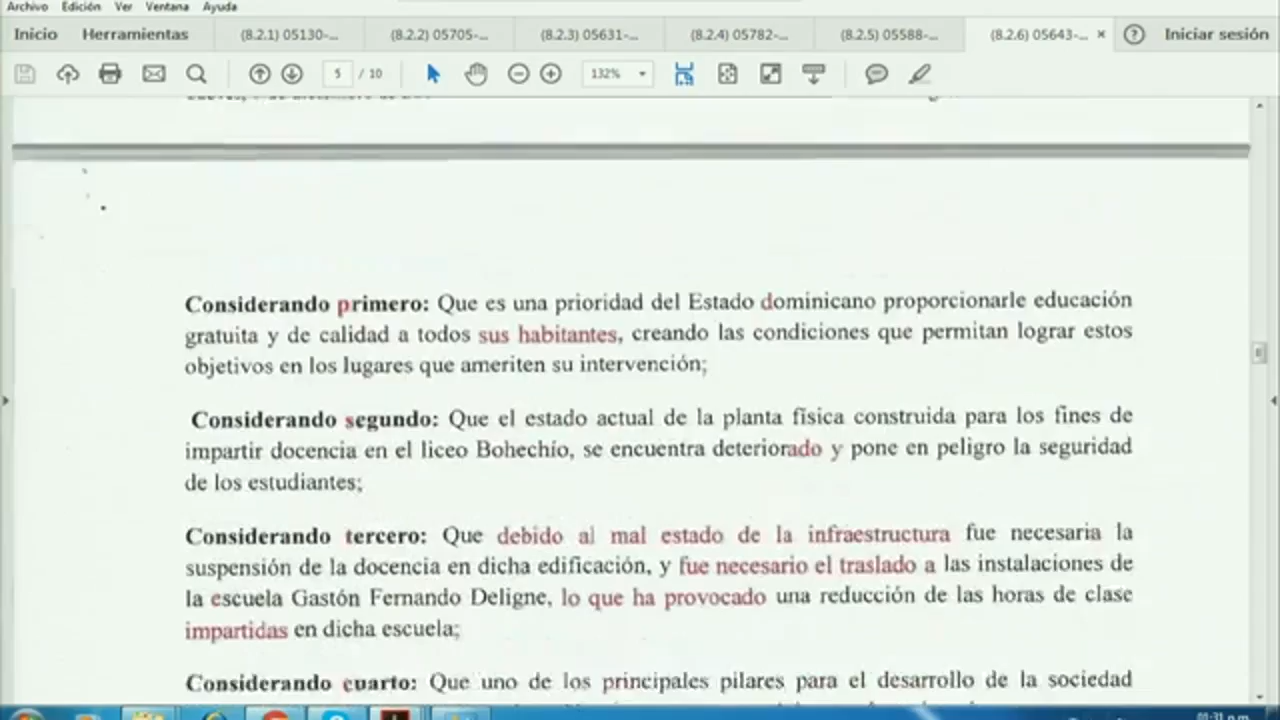 Archivo Edición Ver Ventana Ayuda
Inicio Herramientas (8.2.1) 05130-... (8.2.2) 05705-... (8.2.3) 05631-... (8.2.4) 05782-... (8.2.5) 05588-... (8.2.6) 05643-... × ? Iniciar sesión
5 / 10 132%
Considerando primero: Que es una prioridad del Estado dominicano proporcionarle educación
gratuita y de calidad a todos sus habitantes, creando las condiciones que permitan lograr estos
objetivos en los lugares que ameriten su intervención;
Considerando segundo: Que el estado actual de la planta física construida para los fines de
impartir docencia en el liceo Bohechío, se encuentra deteriorado y pone en peligro la seguridad
de los estudiantes;
Considerando tercero: Que debido al mal estado de la infraestructura fue necesaria la
suspensión de la docencia en dicha edificación, y fue necesario el traslado a las instalaciones de
la escuela Gastón Fernando Deligne, lo que ha provocado una reducción de las horas de clase
impartidas en dicha escuela;
Considerando cuarto: Que uno de los principales pilares para el desarrollo de la sociedad